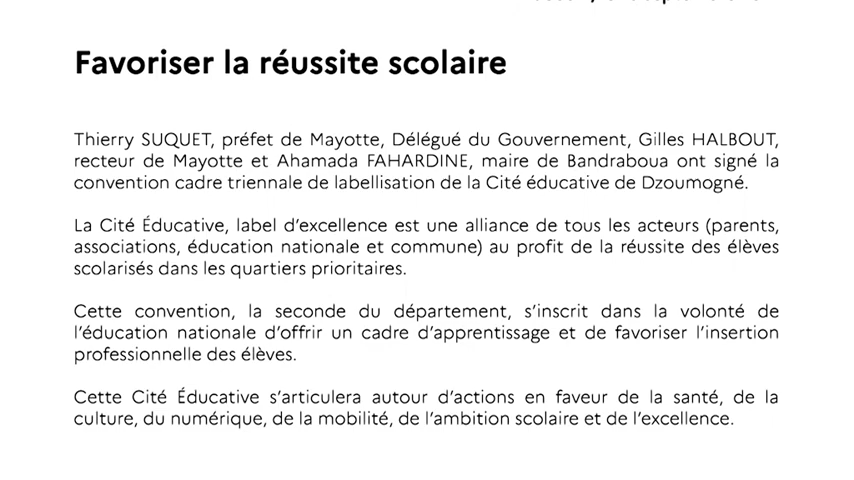 Favoriser la réussite scolaire
Thierry SUQUET, préfet de Mayotte, Délégué du Gouvernement, Gilles HALBOUT,
recteur de Mayotte et Ahamada FAHARDINE, maire de Bandraboua ont signé la
convention cadre triennale de labellisation de la Cité éducative de Dzoumogné.
La Cité Éducative, label d’excellence est une alliance de tous les acteurs (parents,
associations, éducation nationale et commune) au profit de la réussite des élèves
scolarisés dans les quartiers prioritaires.
Cette convention, la seconde du département, s’inscrit dans la volonté de
l’éducation nationale d’offrir un cadre d’apprentissage et de favoriser l’insertion
professionnelle des élèves.
Cette Cité Éducative s’articulera autour d’actions en faveur de la santé, de la
culture, du numérique, de la mobilité, de l’ambition scolaire et de l’excellence.